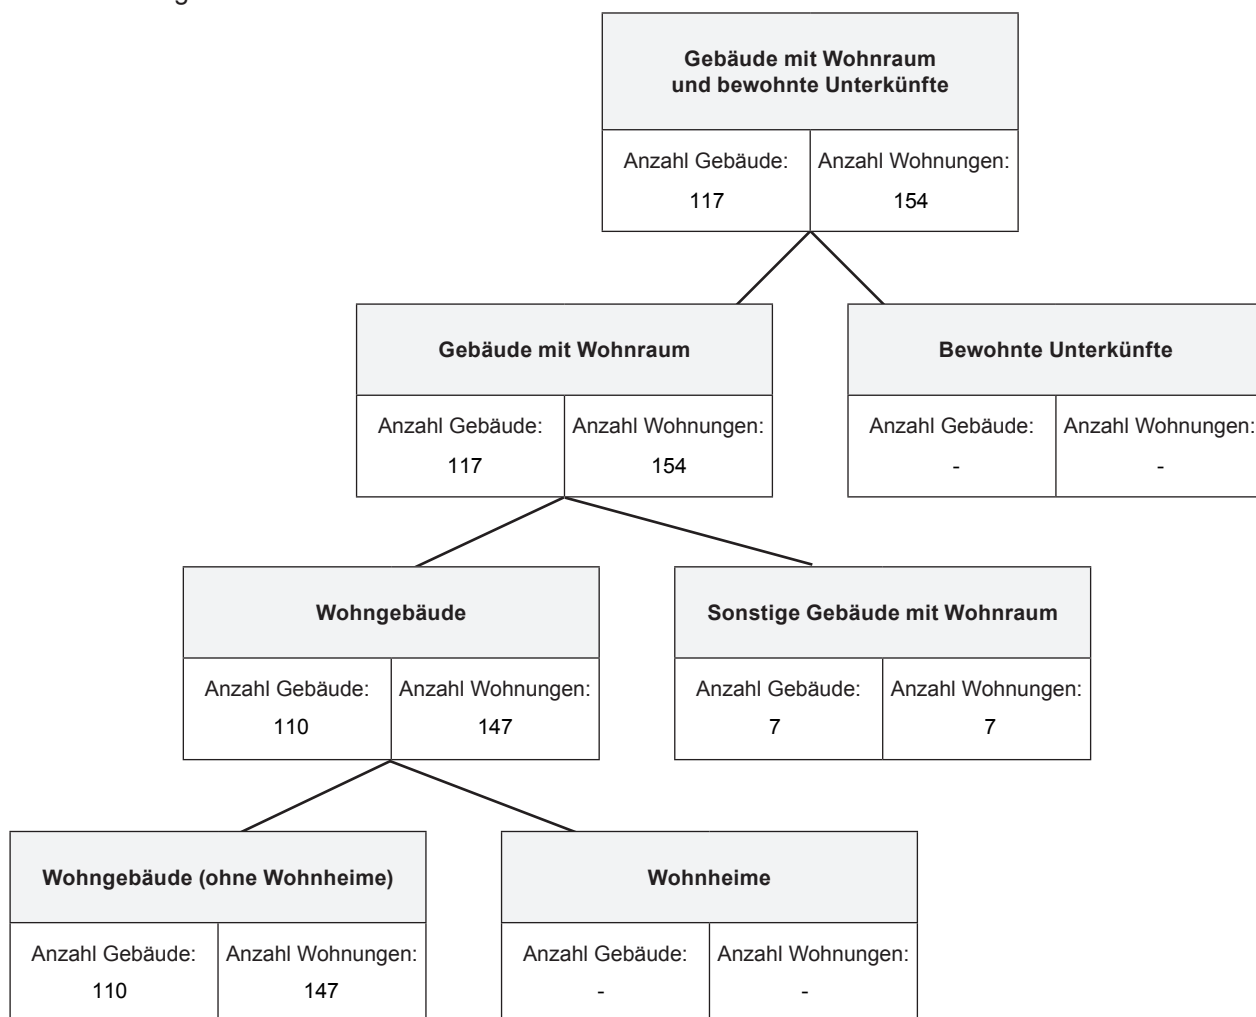 Gebäude mit Wohnraum
und bewohnte Unterkünfte
Anzahl Gebäude: Anzahl Wohnungen:
117 154
Gebäude mit Wohnraum
Bewohnte Unterkünfte
Anzahl Gebäude: Anzahl Wohnungen:
117 154
Anzahl Gebäude: Anzahl Wohnungen:
- -
Wohngebäude
Sonstige Gebäude mit Wohnraum
Anzahl Gebäude: Anzahl Wohnungen:
110 147
Anzahl Gebäude: Anzahl Wohnungen:
7 7
Wohngebäude (ohne Wohnheime)
Wohnheime
Anzahl Gebäude: Anzahl Wohnungen:
110 147
Anzahl Gebäude: Anzahl Wohnungen:
- -